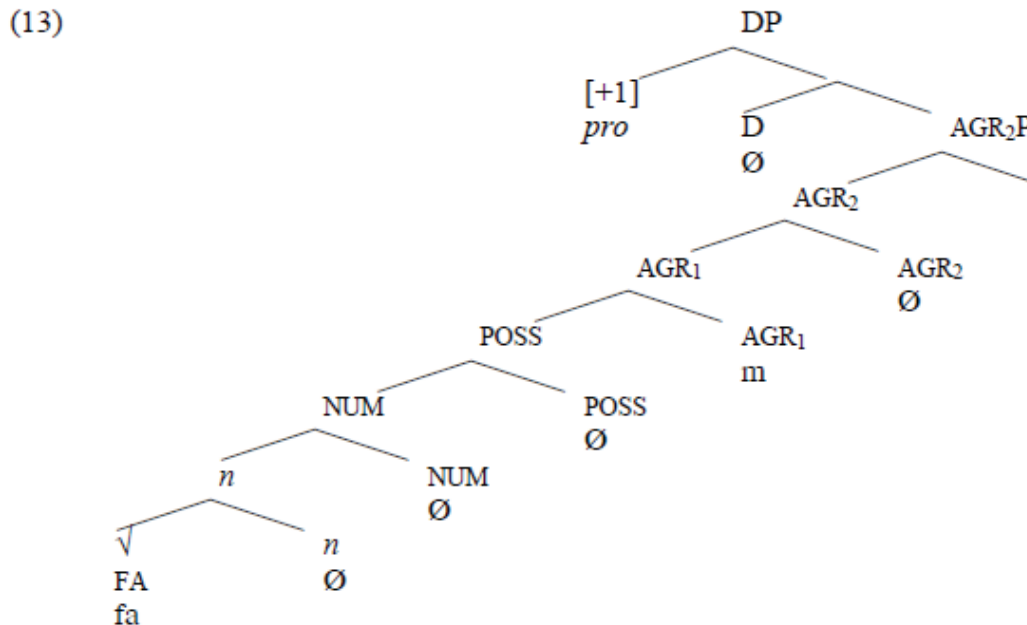 (13)
DP
[+1]
pro
D
Ø
AGR₂P
AGR₂
AGR₁
AGR₂
Ø
POSS
AGR₁
m
NUM
POSS
Ø
n
NUM
Ø
√
n
FA
Ø
fa